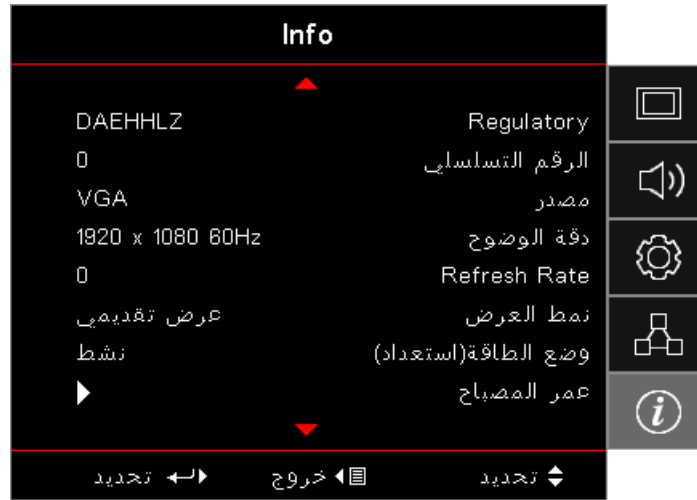 Info
Regulatory DAEHHLZ
الرقم التسلسلي 0
مصدر VGA
دقة الوضوح 1920 x 1080 60Hz
Refresh Rate 0
نمط العرض عرض تقديمي
وضع الطاقة(استعداد) نشط
عمر المصباح
تحديد خروج تحديد